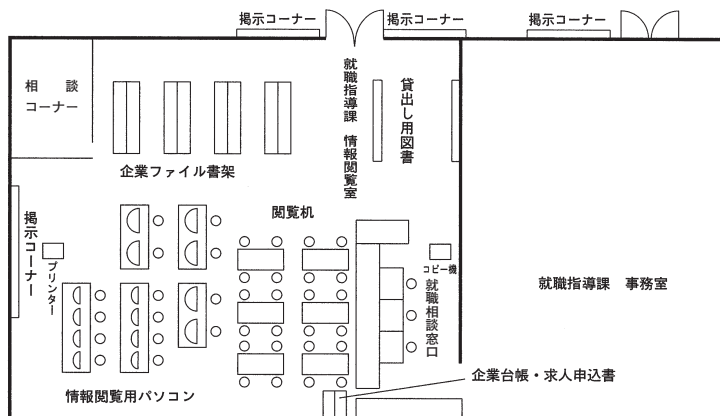 掲示コーナー
掲示コーナー
掲示コーナー
相　談
コーナー
就職指導課　情報閲覧室
貸出し用図書
企業ファイル書架
閲覧机
掲示コーナー
プリンター
コピー機
就職相談窓口
就職指導課　事務室
企業台帳・求人申込書
情報閲覧用パソコン